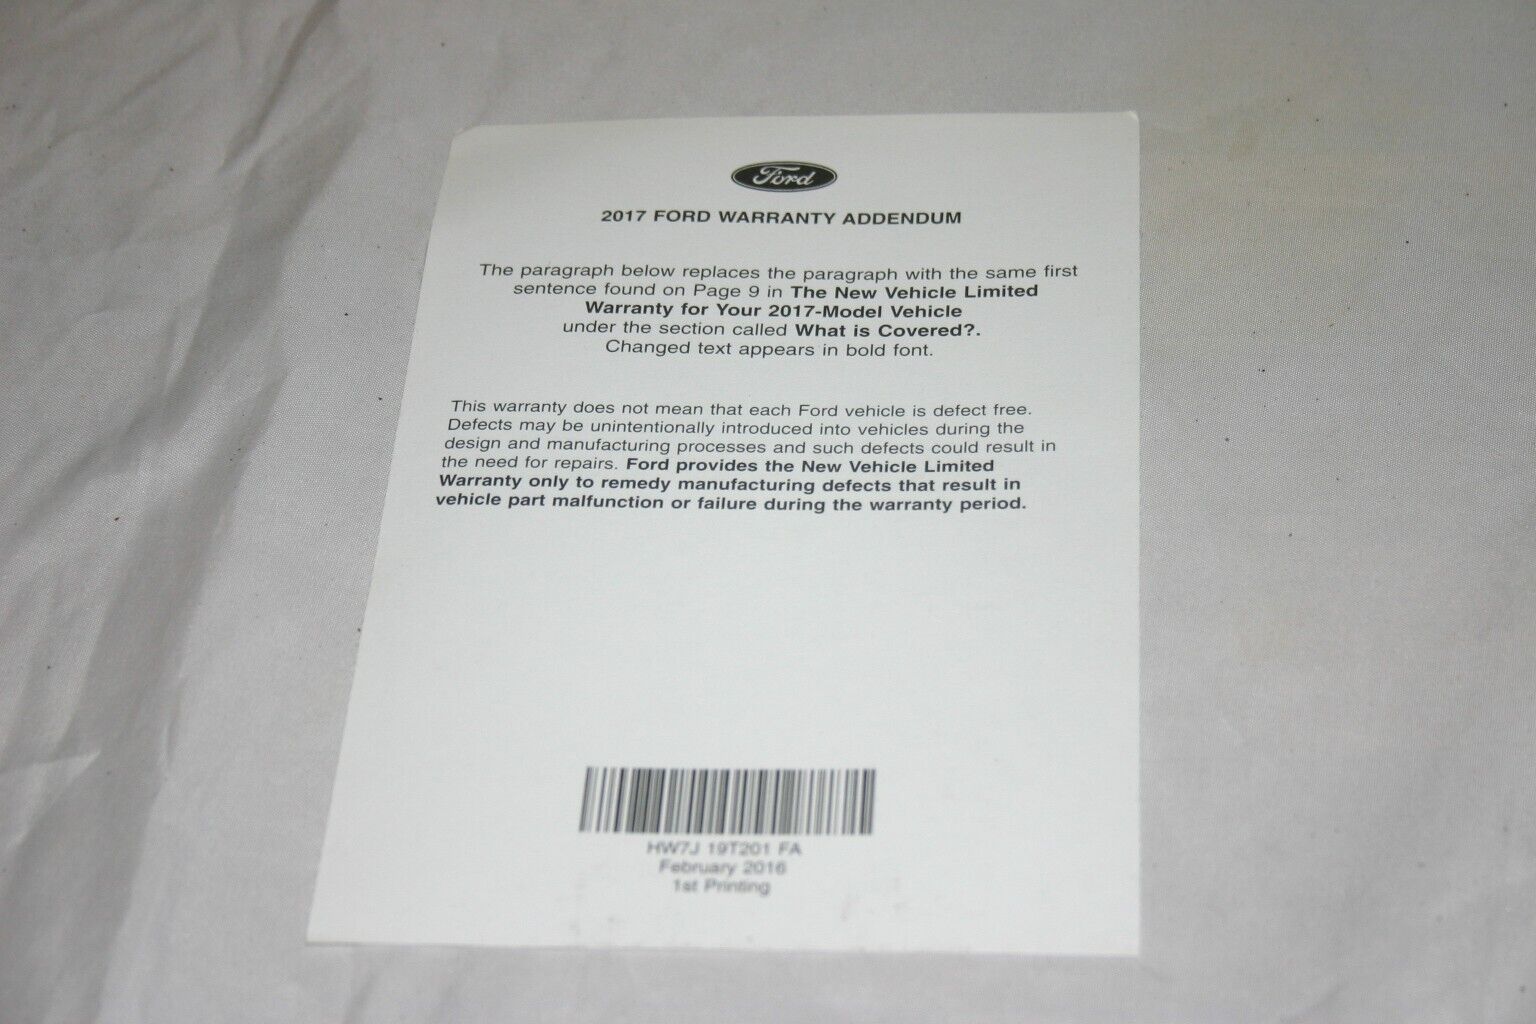 Ford
2017 FORD WARRANTY ADDENDUM
The paragraph below replaces the paragraph with the same first
sentence found on Page 9 in The New Vehicle Limited
Warranty for Your 2017-Model Vehicle
under the section called What is Covered?.
Changed text appears in bold font.
This warranty does not mean that each Ford vehicle is defect free.
Defects may be unintentionally introduced into vehicles during the
design and manufacturing processes and such defects could result in
the need for repairs. Ford provides the New Vehicle Limited
Warranty only to remedy manufacturing defects that result in
vehicle part malfunction or failure during the warranty period.
HW7J 19T201 FA
February 2016
1st Printing